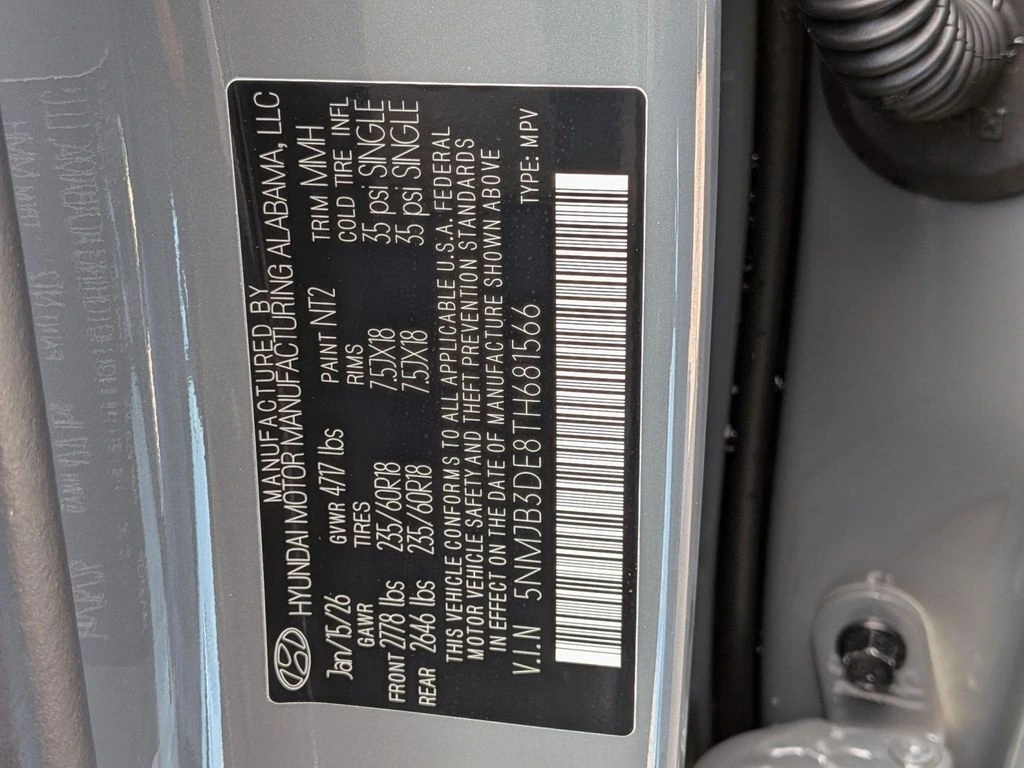 MANUFACTURED BY
HYUNDAI MOTOR MANUFACTURING ALABAMA, LLC
Jan/15/26 GVWR 4717 lbs PAINT NT2 TRIM MMH
GAWR TIRES RIMS COLD TIRE INFL
FRONT 2778 lbs 235/60R18 7.5JX18 35 psi SINGLE
REAR 2646 lbs 235/60R18 7.5JX18 35 psi SINGLE
THIS VEHICLE CONFORMS TO ALL APPLICABLE U.S.A. FEDERAL
MOTOR VEHICLE SAFETY AND THEFT PREVENTION STANDARDS
IN EFFECT ON THE DATE OF MANUFACTURE SHOWN ABOVE
V.I.N 5NMJB3DE8TH681566 TYPE: MPV